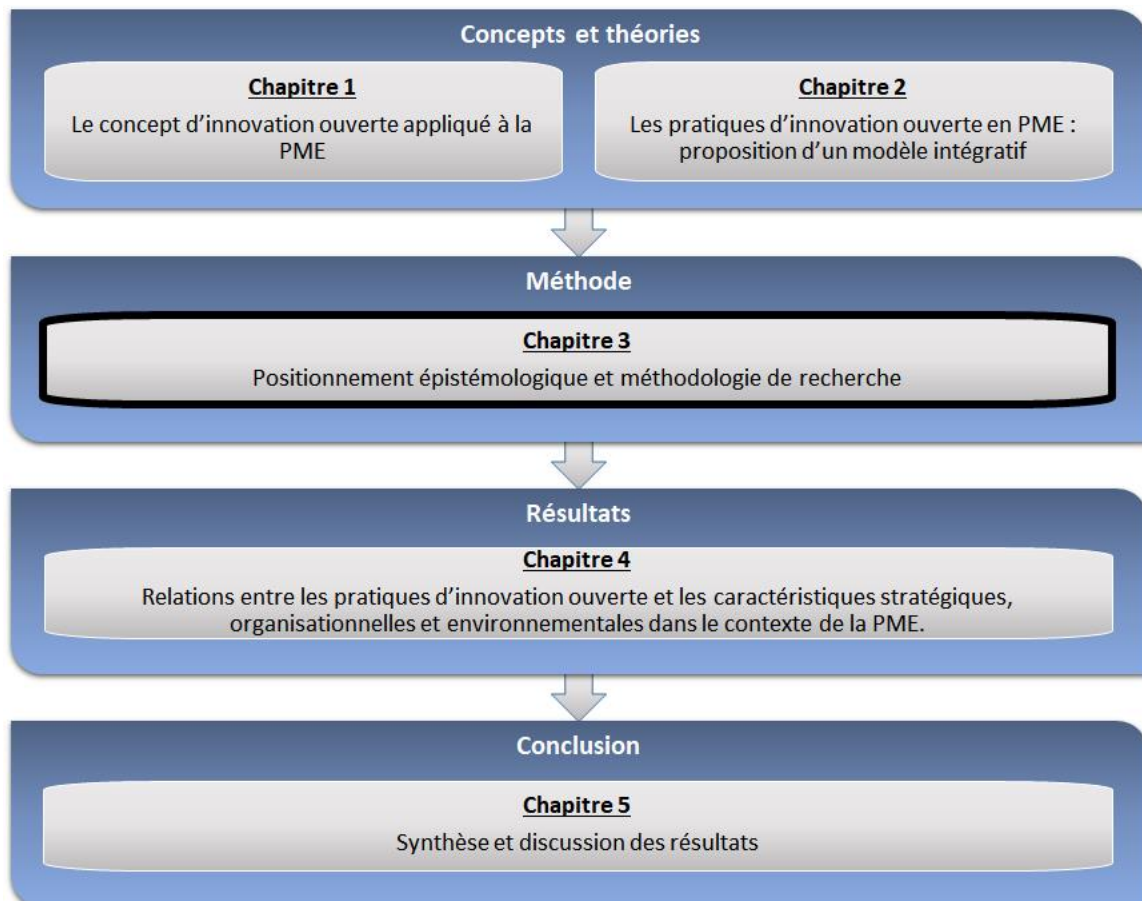 Concepts et théories
Chapitre 1
Le concept d’innovation ouverte appliqué à la
PME
Chapitre 2
Les pratiques d’innovation ouverte en PME :
proposition d’un modèle intégratif
Méthode
Chapitre 3
Positionnement épistémologique et méthodologie de recherche
Résultats
Chapitre 4
Relations entre les pratiques d’innovation ouverte et les caractéristiques stratégiques,
organisationnelles et environnementales dans le contexte de la PME.
Conclusion
Chapitre 5
Synthèse et discussion des résultats